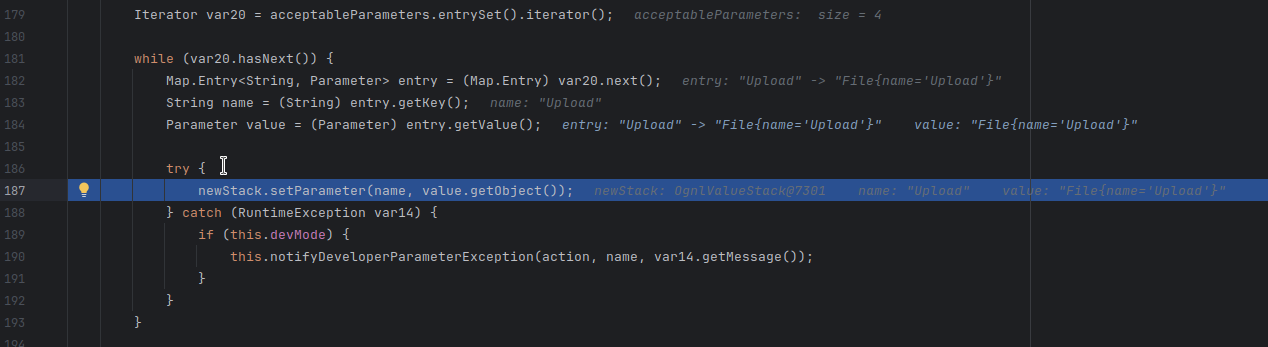 179 Iterator var20 = acceptableParameters.entrySet().iterator(); acceptableParameters: size = 4
180
181 while (var20.hasNext()) {
182 Map.Entry<String, Parameter> entry = (Map.Entry) var20.next(); entry: "Upload" -> "File{name='Upload'}"
183 String name = (String) entry.getKey(); name: "Upload"
184 Parameter value = (Parameter) entry.getValue(); entry: "Upload" -> "File{name='Upload'}" value: "File{name='Upload'}"
185
186 try {
187 newStack.setParameter(name, value.getObject()); newStack: OgnlValueStack@7301 name: "Upload" value: "File{name='Upload'}"
188 } catch (RuntimeException var14) {
189 if (this.devMode) {
190 this.notifyDeveloperParameterException(action, name, var14.getMessage());
191 }
192 }
193 }
194